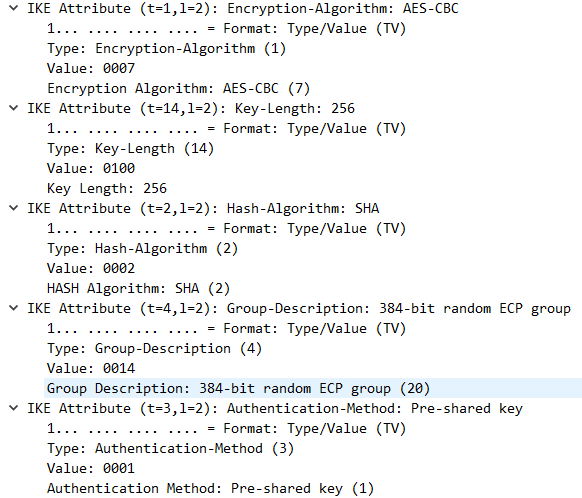 IKE Attribute (t=1,l=2): Encryption-Algorithm: AES-CBC
1... .... .... .... = Format: Type/Value (TV)
Type: Encryption-Algorithm (1)
Value: 0007
Encryption Algorithm: AES-CBC (7)
IKE Attribute (t=14,l=2): Key-Length: 256
1... .... .... .... = Format: Type/Value (TV)
Type: Key-Length (14)
Value: 0100
Key Length: 256
IKE Attribute (t=2,l=2): Hash-Algorithm: SHA
1... .... .... .... = Format: Type/Value (TV)
Type: Hash-Algorithm (2)
Value: 0002
HASH Algorithm: SHA (2)
IKE Attribute (t=4,l=2): Group-Description: 384-bit random ECP group
1... .... .... .... = Format: Type/Value (TV)
Type: Group-Description (4)
Value: 0014
Group Description: 384-bit random ECP group (20)
IKE Attribute (t=3,l=2): Authentication-Method: Pre-shared key
1... .... .... .... = Format: Type/Value (TV)
Type: Authentication-Method (3)
Value: 0001
Authentication Method: Pre-shared key (1)